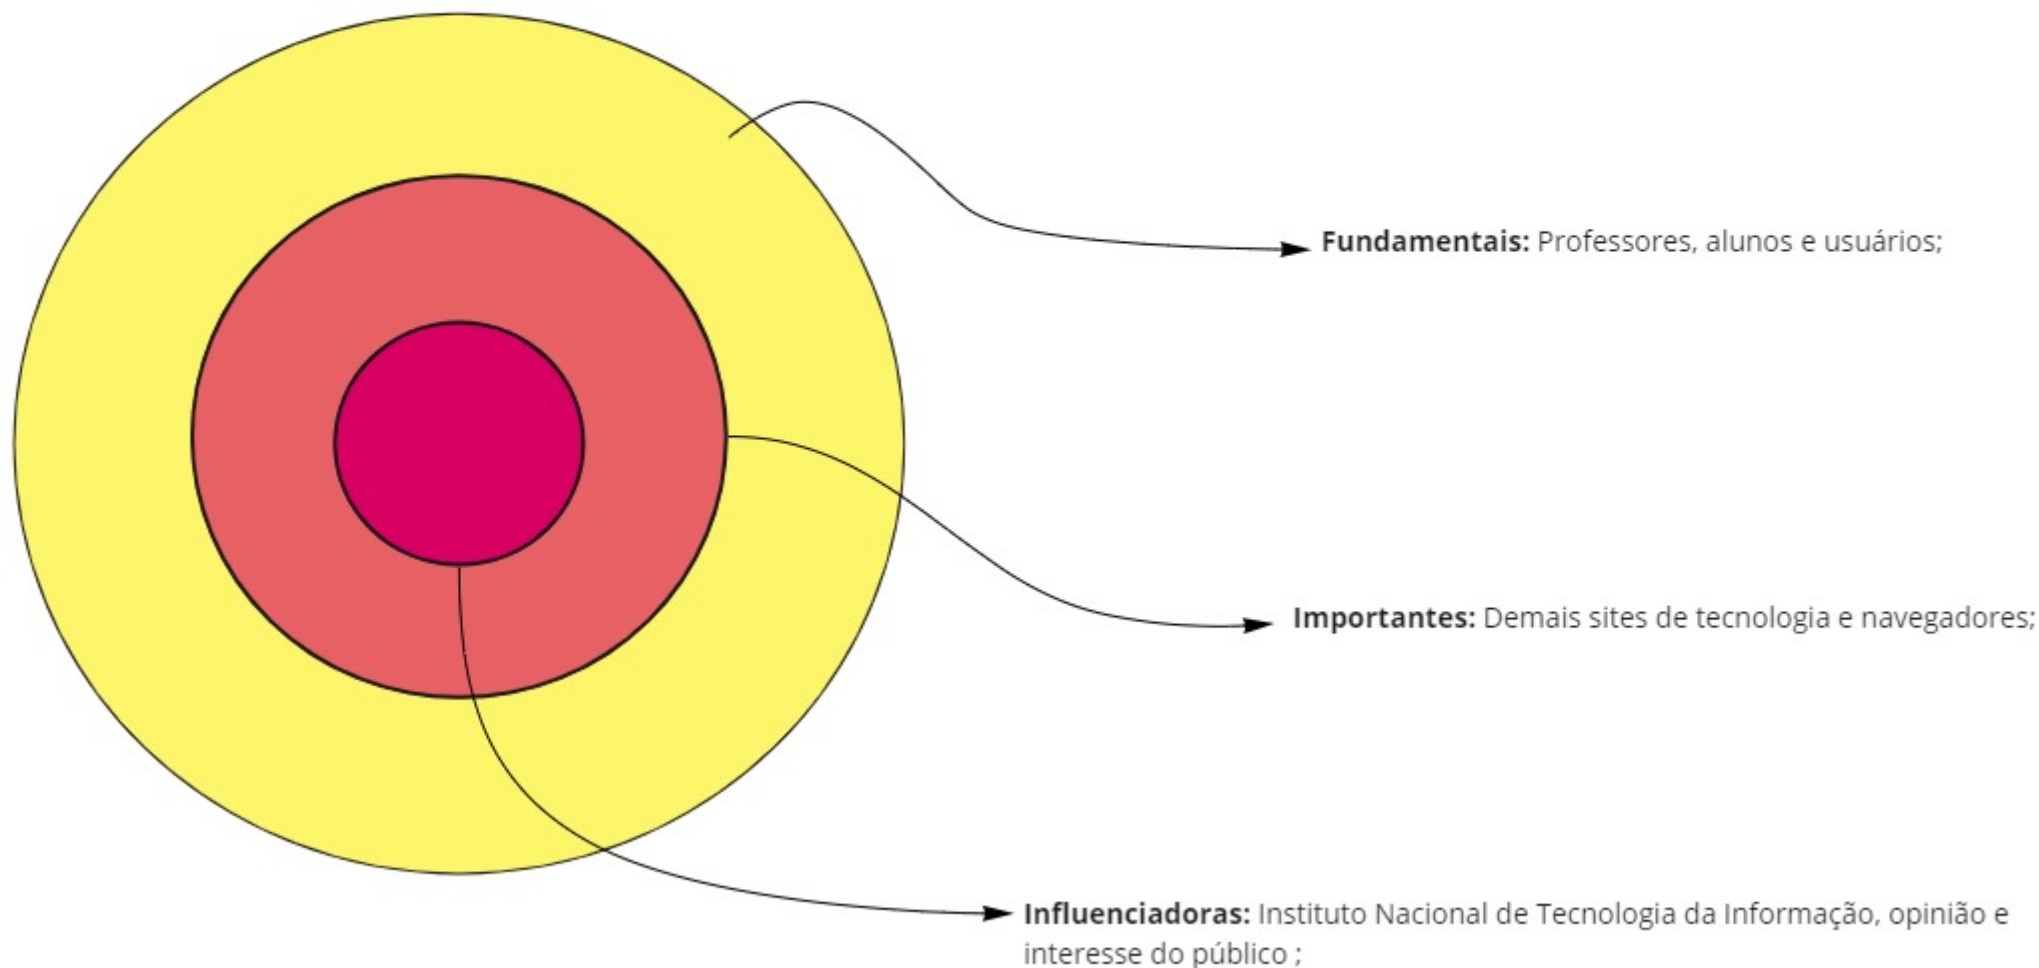 Fundamentais: Professores, alunos e usuários;
Importantes: Demais sites de tecnologia e navegadores;
Influenciadoras: Instituto Nacional de Tecnologia da Informação, opinião e
interesse do público ;